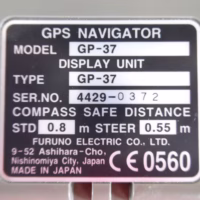 GPS NAVIGATOR
MODEL GP-37
DISPLAY UNIT
TYPE GP-37
SER.NO. 4429-0372
COMPASS SAFE DISTANCE
STD 0.8 m STEER 0.55 m
FURUNO ELECTRIC CO., LTD.
9-52 Ashihara-Cho,
Nishinomiya City, Japan
MADE IN JAPAN
CE 0560